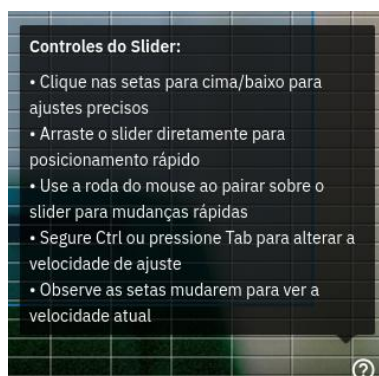 Controles do Slider:
• Clique nas setas para cima/baixo para
ajustes precisos
• Arraste o slider diretamente para
posicionamento rápido
• Use a roda do mouse ao pairar sobre o
slider para mudanças rápidas
• Segure Ctrl ou pressione Tab para alterar a
velocidade de ajuste
• Observe as setas mudarem para ver a
velocidade atual
?